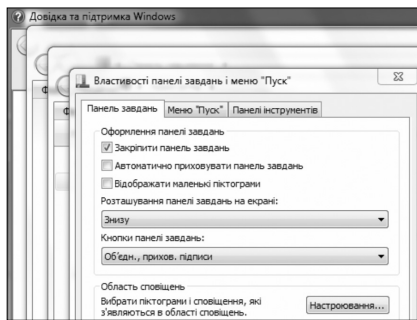 Довідка та підтримка Windows
Ф
Ф
Властивості панелі завдань і меню "Пуск"
Панель завдань
Меню "Пуск"
Панелі інструментів
Оформлення панелі завдань
Закріпити панель завдань
Автоматично приховувати панель завдань
Відображати маленькі піктограми
Розташування панелі завдань на екрані:
Знизу
Кнопки панелі завдань:
Об'єдн., прихов. підписи
Область сповіщень
Вибрати піктограми і сповіщення, які
з'являються в області сповіщень.
Настроювання...